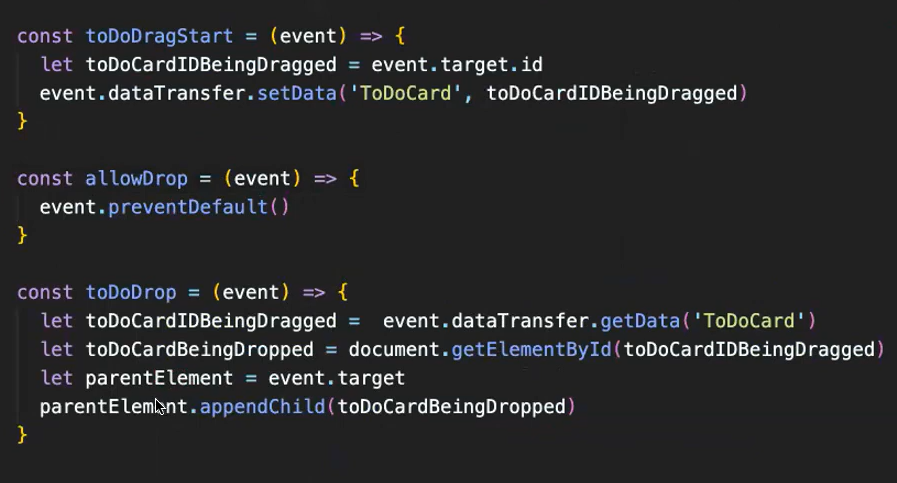 const toDoDragStart = (event) => {
let toDoCardIDBeingDragged = event.target.id
event.dataTransfer.setData('ToDoCard', toDoCardIDBeingDragged)
}
const allowDrop = (event) => {
event.preventDefault()
}
const toDoDrop = (event) => {
let toDoCardIDBeingDragged =  event.dataTransfer.getData('ToDoCard')
let toDoCardBeingDropped = document.getElementById(toDoCardIDBeingDragged)
let parentElement = event.target
parentElement.appendChild(toDoCardBeingDropped)
}